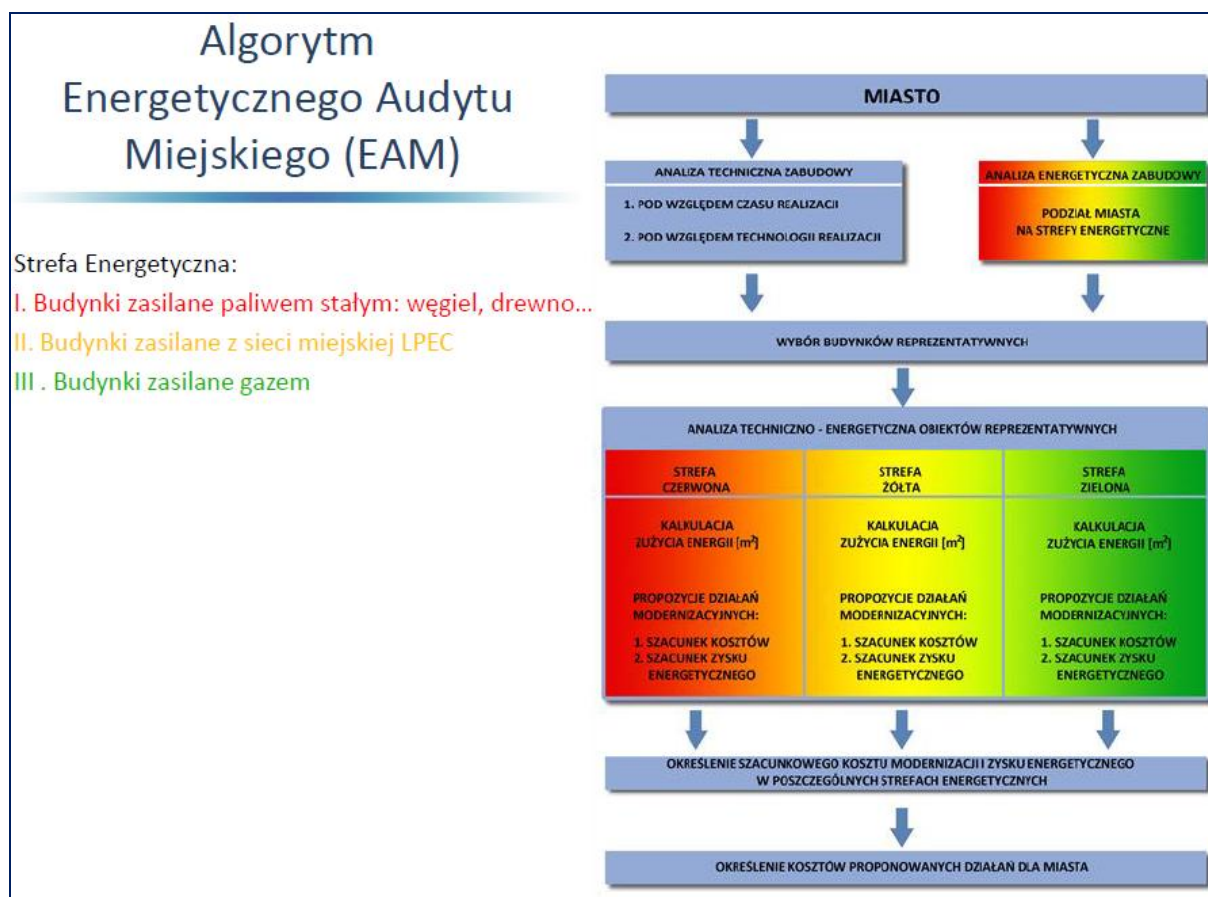 Algorytm
Energetycznego Audytu
Miejskiego (EAM)
Strefa Energetyczna:
I. Budynki zasilane paliwem stałym: węgiel, drewno...
II. Budynki zasilane z sieci miejskiej LPEC
III . Budynki zasilane gazem
MIASTO
ANALIZA TECHNICZNA ZABUDOWY
1. POD WZGLĘDEM CZASU REALIZACJI
2. POD WZGLĘDEM TECHNOLOGII REALIZACJI
ANALIZA ENERGETYCZNA ZABUDOWY
PODZIAŁ MIASTA
NA STREFY ENERGETYCZNE
WYBÓR BUDYNKÓW REPREZENTATYWNYCH
ANALIZA TECHNICZNO - ENERGETYCZNA OBIEKTÓW REPREZENTATYWNYCH
STREFA
CZERWONA
KALKULACJA
ZUŻYCIA ENERGII [m²]
PROPOZYCJE DZIAŁAŃ
MODERNIZACYJNYCH:
1. SZACUNEK KOSZTÓW
2. SZACUNEK ZYSKU
ENERGETYCZNEGO
STREFA
ŻÓŁTA
KALKULACJA
ZUŻYCIA ENERGII [m²]
PROPOZYCJE DZIAŁAŃ
MODERNIZACYJNYCH:
1. SZACUNEK KOSZTÓW
2. SZACUNEK ZYSKU
ENERGETYCZNEGO
STREFA
ZIELONA
KALKULACJA
ZUŻYCIA ENERGII [m²]
PROPOZYCJE DZIAŁAŃ
MODERNIZACYJNYCH:
1. SZACUNEK KOSZTÓW
2. SZACUNEK ZYSKU
ENERGETYCZNEGO
OKREŚLENIE SZACUNKOWEGO KOSZTU MODERNIZACJI I ZYSKU ENERGETYCZNEGO
W POSZCZEGÓLNYCH STREFACH ENERGETYCZNYCH
OKREŚLENIE KOSZTÓW PROPONOWANYCH DZIAŁAŃ DLA MIASTA